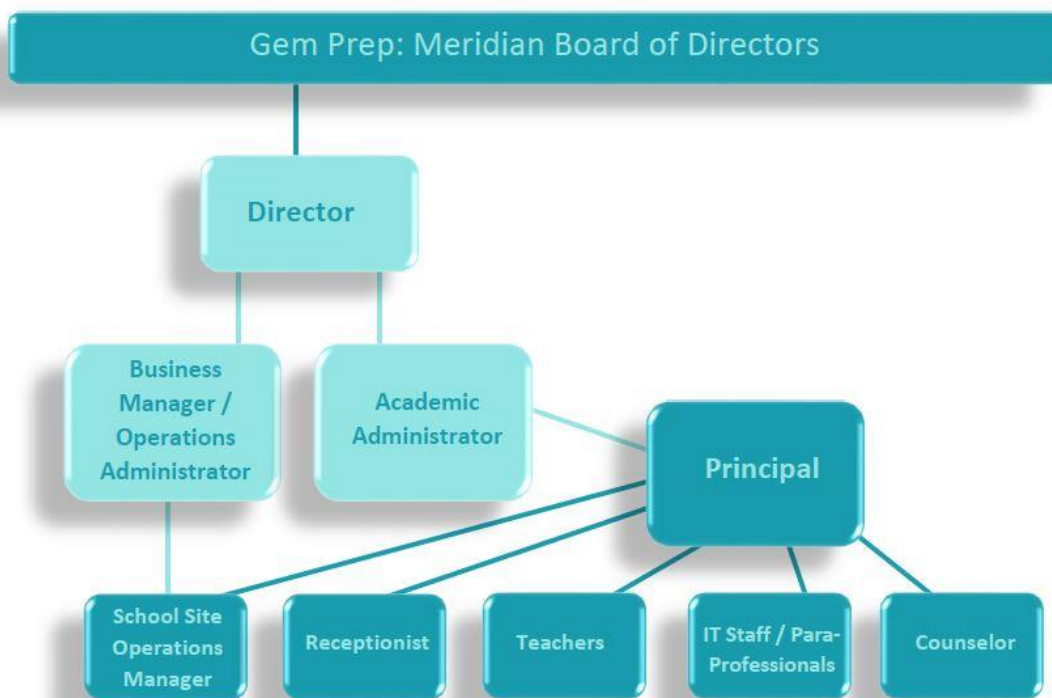 Gem Prep: Meridian Board of Directors
Director
Business
Manager /
Operations
Administrator
Academic
Administrator
Principal
School Site
Operations
Manager
Receptionist
Teachers
IT Staff / Para-
Professionals
Counselor